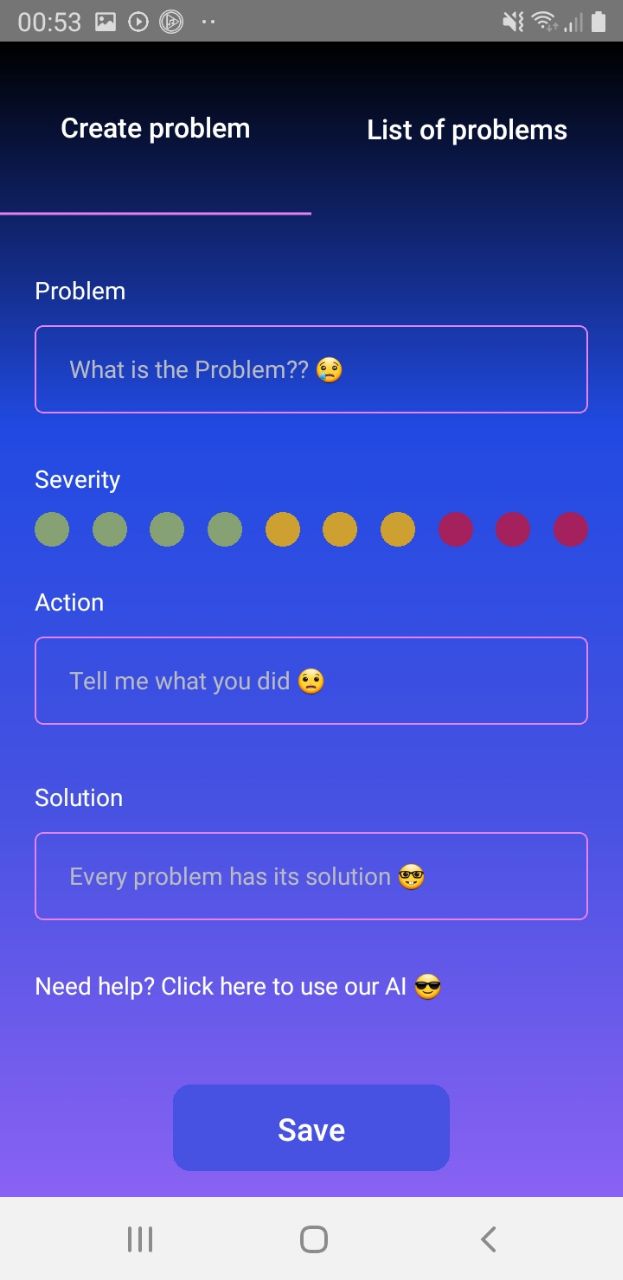 00:53
Create problem
List of problems
Problem
What is the Problem?? 😢
Severity
Action
Tell me what you did 😟
Solution
Every problem has its solution 🤓
Need help? Click here to use our AI 😎
Save